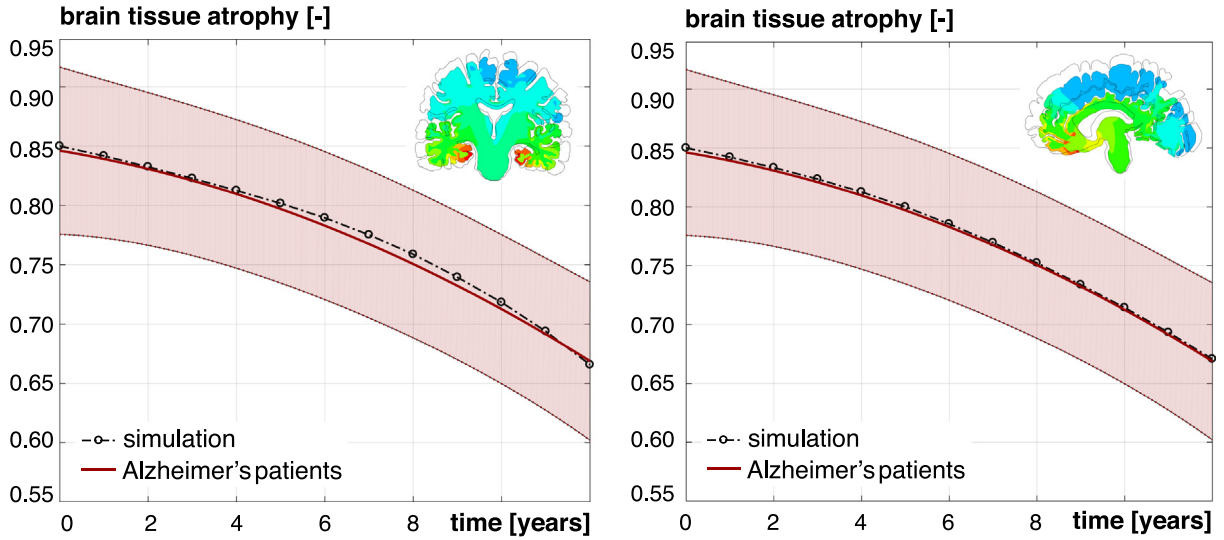 brain tissue atrophy [-]
0.95
0.90
0.85
0.80
0.75
0.70
0.65
0.60
0.55
simulation
Alzheimer's patients
0 2 4 6 8 time [years]
brain tissue atrophy [-]
0.95
0.90
0.85
0.80
0.75
0.70
0.65
0.60
0.55
simulation
Alzheimer's patients
0 2 4 6 8 time [years]